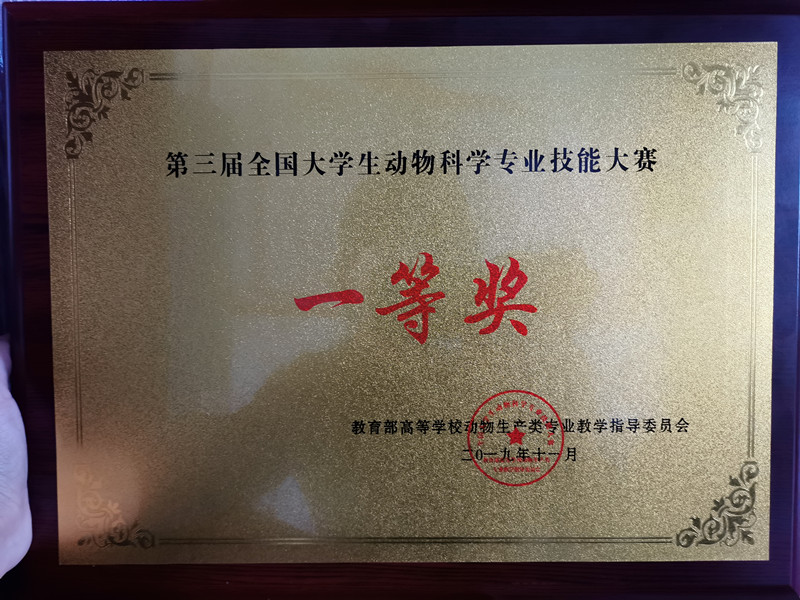 第三届全国大学生动物科学专业技能大赛
一等奖
教育部高等学校动物生产类专业教学指导委员会
二0一九年十一月